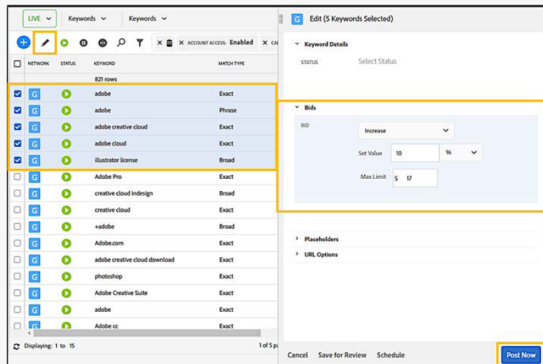 LIVE Keywords Keywords
ACCOUNT ACCESS: Enabled
NETWORK STATUS KEYWORD MATCH TYPE
821 rows
G adobe Exact
G adobe Phrase
G adobe creative cloud Exact
G adobe cloud Exact
G illustrator license Broad
G Adobe Pro Exact
G creative cloud indesign Broad
G creative cloud Exact
G +adobe Broad
G Adobe.com Exact
G adobe creative cloud download Exact
G photoshop Exact
G Adobe Creative Suite Exact
G adobe Exact
G Adobe cc Exact
Displaying: 1 to 15 1 of 5
G Edit (5 Keywords Selected)
Keyword Details
STATUS Select Status
Bids
BID Increase
Set Value 10 %
Max Limit $ 17
Placeholders
URL Options
Cancel Save for Review Schedule Post Now